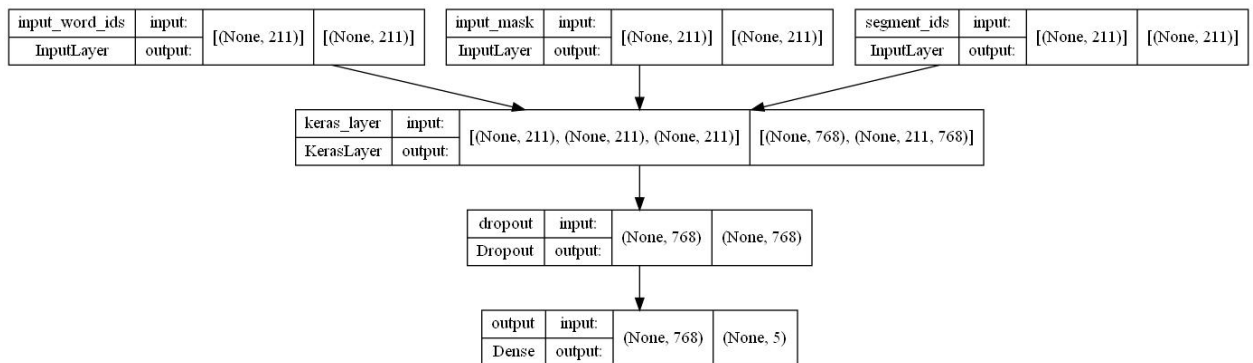 input_word_ids input: [(None, 211)] [(None, 211)]
InputLayer output:
input_mask input: [(None, 211)] [(None, 211)]
InputLayer output:
segment_ids input: [(None, 211)] [(None, 211)]
InputLayer output:
keras_layer input: [(None, 211), (None, 211), (None, 211)] [(None, 768), (None, 211, 768)]
KerasLayer output:
dropout input: (None, 768) (None, 768)
Dropout output:
output input: (None, 768) (None, 5)
Dense output: